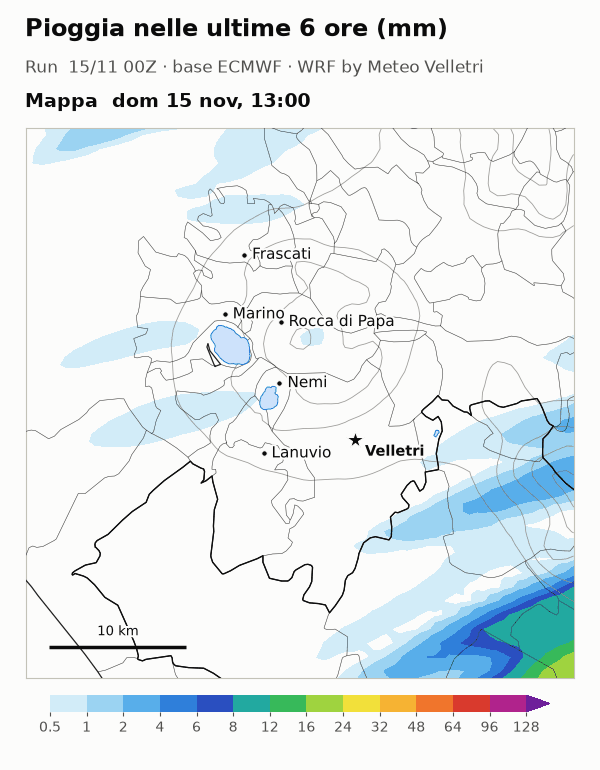 Pioggia nelle ultime 6 ore (mm)
Run  15/11 00Z · base ECMWF · WRF by Meteo Velletri
Mappa  dom 15 nov, 13:00
Frascati
Marino
Rocca di Papa
Nemi
Velletri
Lanuvio
10 km
0.5 1 2 4 6 8 12 16 24 32 48 64 96 128